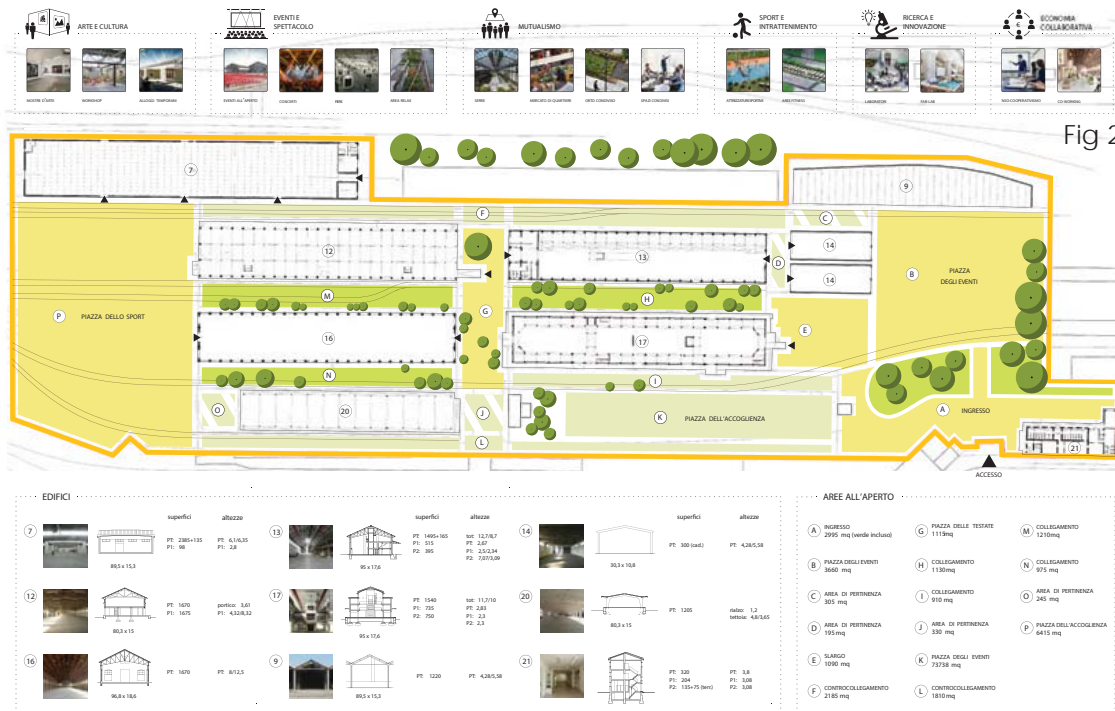 ARTE E CULTURA
EVENTI E
SPETTACOLO
MUTUALISMO
SPORT E
INTRATTENIMENTO
RICERCA E
INNOVAZIONE
ECONOMIA
COLLABORATIVA
MOSTRE D'ARTE
WORKSHOP
ALLOGGI TEMPORANEI
EVENTI ALL'APERTO
CONCERTI
FIERE
AREA RELAX
SERRE
MERCATO DI QUARTIERE
ORTO CONDIVISO
SPAZI CONDIVISI
ATTREZZATURE SPORTIVE
AREA FITNESS
LABORATORI
FAB-LAB
NEO-COOPERATIVISMO
CO-WORKING
Fig 2
7
9
F
C
12
13
14
14
D
B
PIAZZA
DEGLI EVENTI
M
H
G
P
PIAZZA DELLO SPORT
E
16
17
N
I
O
20
J
K
PIAZZA DELL'ACCOGLIENZA
A
INGRESSO
L
21
ACCESSO
EDIFICI
superfici
altezze
7
PT: 2385+135
P1: 98
PT: 6,1/6,35
P1: 2,8
89,5 x 15,3
12
PT: 1670
P1: 1675
portico: 3,61
P1: 4,32/8,32
80,3 x 15
16
PT: 1670
PT: 8/12,5
96,8 x 18,6
superfici
altezze
13
PT: 1495+165
P1: 515
P2: 395
tot: 12,7/8,7
PT: 2,67
P1: 2,5/2,34
P2: 7,07/3,09
95 x 17,6
17
PT: 1540
P1: 735
P2: 750
tot: 11,7/10
PT: 2,83
P1: 2,3
P2: 2,3
95 x 17,6
9
PT: 1220
PT: 4,28/5,58
89,5 x 15,3
superfici
altezze
14
PT: 300 (cad.)
PT: 4,28/5,58
30,3 x 10,8
20
PT: 1205
rialzo: 1,2
tettoia: 4,8/3,65
80,3 x 15
21
PT: 320
P1: 204
P2: 135+75 (terr.)
PT: 3,8
P1: 3,08
P2: 3,08
AREE ALL'APERTO
A INGRESSO
2995 mq (verde incluso)
B PIAZZA DEGLI EVENTI
3660 mq
C AREA DI PERTINENZA
305 mq
D AREA DI PERTINENZA
195 mq
E SLARGO
1090 mq
F CONTROCOLLEGAMENTO
2185 mq
G PIAZZA DELLE TESTATE
1115mq
H COLLEGAMENTO
1130mq
I COLLEGAMENTO
910 mq
J AREA DI PERTINENZA
330 mq
K PIAZZA DEGLI EVENTI
73738 mq
L CONTROCOLLEGAMENTO
1810mq
M COLLEGAMENTO
1210mq
N COLLEGAMENTO
975 mq
O AREA DI PERTINENZA
245 mq
P PIAZZA DELL'ACCOGLIENZA
6415 mq